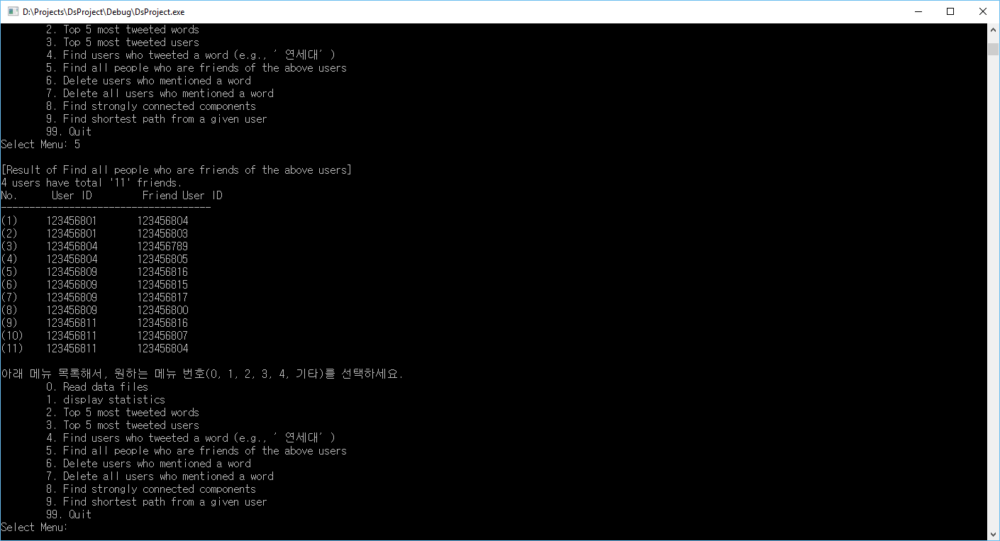 D:\Projects\DsProject\Debug\DsProject.exe
2. Top 5 most tweeted words
3. Top 5 most tweeted users
4. Find users who tweeted a word (e.g., ’연세대’)
5. Find all people who are friends of the above users
6. Delete users who mentioned a word
7. Delete all users who mentioned a word
8. Find strongly connected components
9. Find shortest path from a given user
99. Quit
Select Menu: 5
[Result of Find all people who are friends of the above users]
4 users have total '11' friends.
No. User ID Friend User ID
-------------------------------------
(1) 123456801 123456804
(2) 123456801 123456803
(3) 123456804 123456789
(4) 123456804 123456805
(5) 123456809 123456816
(6) 123456809 123456815
(7) 123456809 123456817
(8) 123456809 123456800
(9) 123456811 123456816
(10) 123456811 123456807
(11) 123456811 123456804
아래 메뉴 목록해서, 원하는 메뉴 번호(0, 1, 2, 3, 4, 기타)를 선택하세요.
0. Read data files
1. display statistics
2. Top 5 most tweeted words
3. Top 5 most tweeted users
4. Find users who tweeted a word (e.g., ’연세대’)
5. Find all people who are friends of the above users
6. Delete users who mentioned a word
7. Delete all users who mentioned a word
8. Find strongly connected components
9. Find shortest path from a given user
99. Quit
Select Menu: